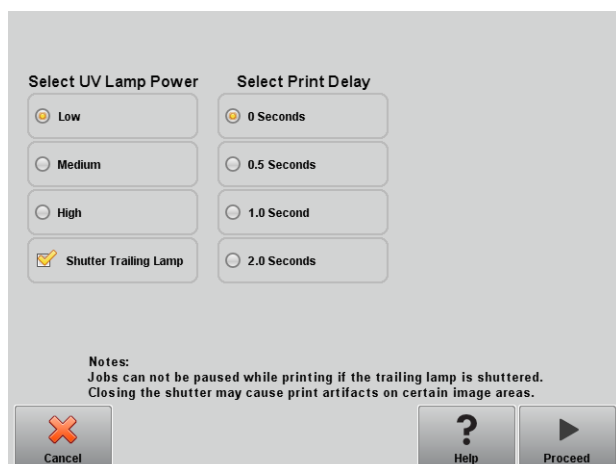 Select UV Lamp Power
Select Print Delay
Low
0 Seconds
Medium
0.5 Seconds
High
1.0 Second
Shutter Trailing Lamp
2.0 Seconds
Notes:
Jobs can not be paused while printing if the trailing lamp is shuttered.
Closing the shutter may cause print artifacts on certain image areas.
Cancel
?
Help
Proceed